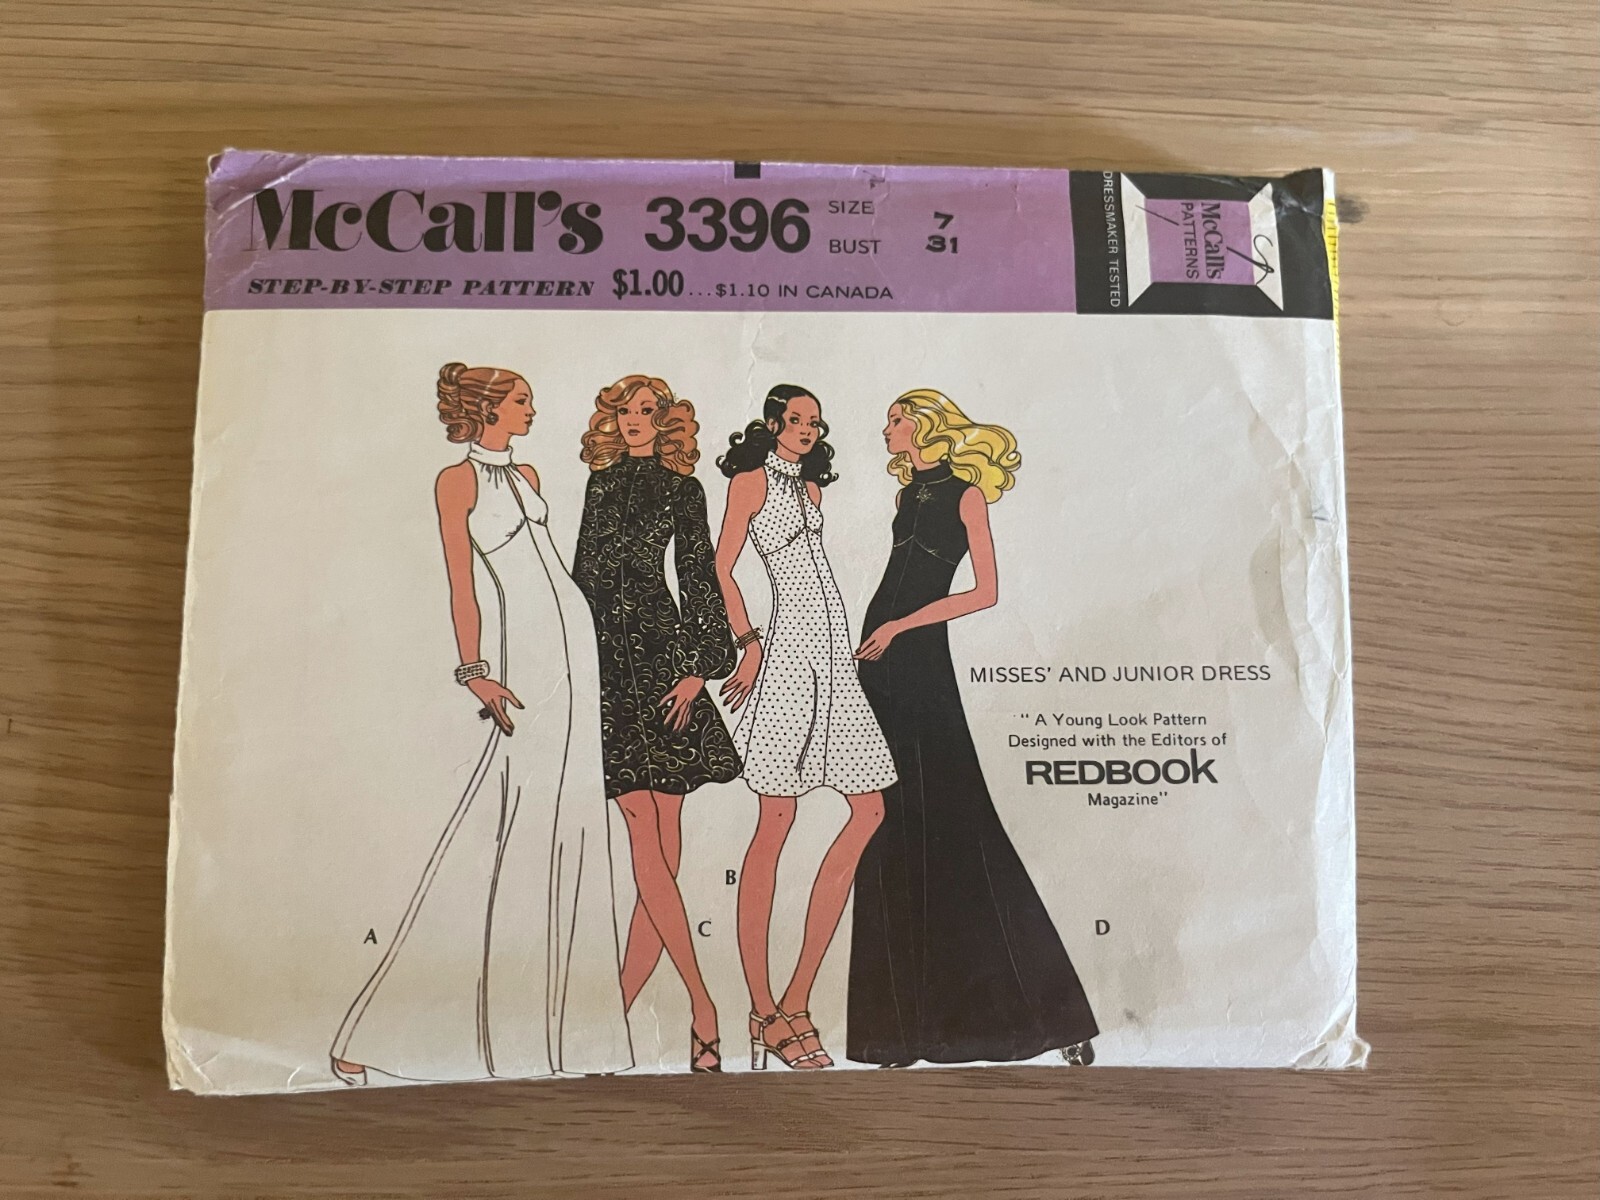 McCall's 3396 SIZE 7
BUST 31
STEP-BY-STEP PATTERN $1.00...$1.10 IN CANADA
DRESSMAKER TESTED
McCall's
PATTERNS
MISSES' AND JUNIOR DRESS
"A Young Look Pattern
Designed with the Editors of
REDBOOK
Magazine"
A
C
B
D